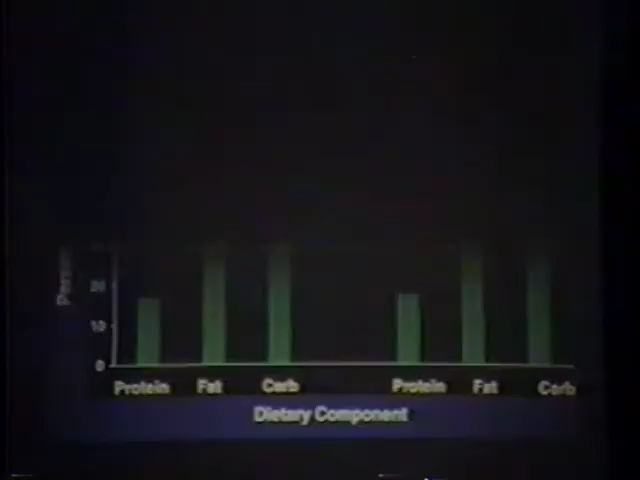 20
10
0
Protein Fat Carb Protein Fat Carb
Dietary Component